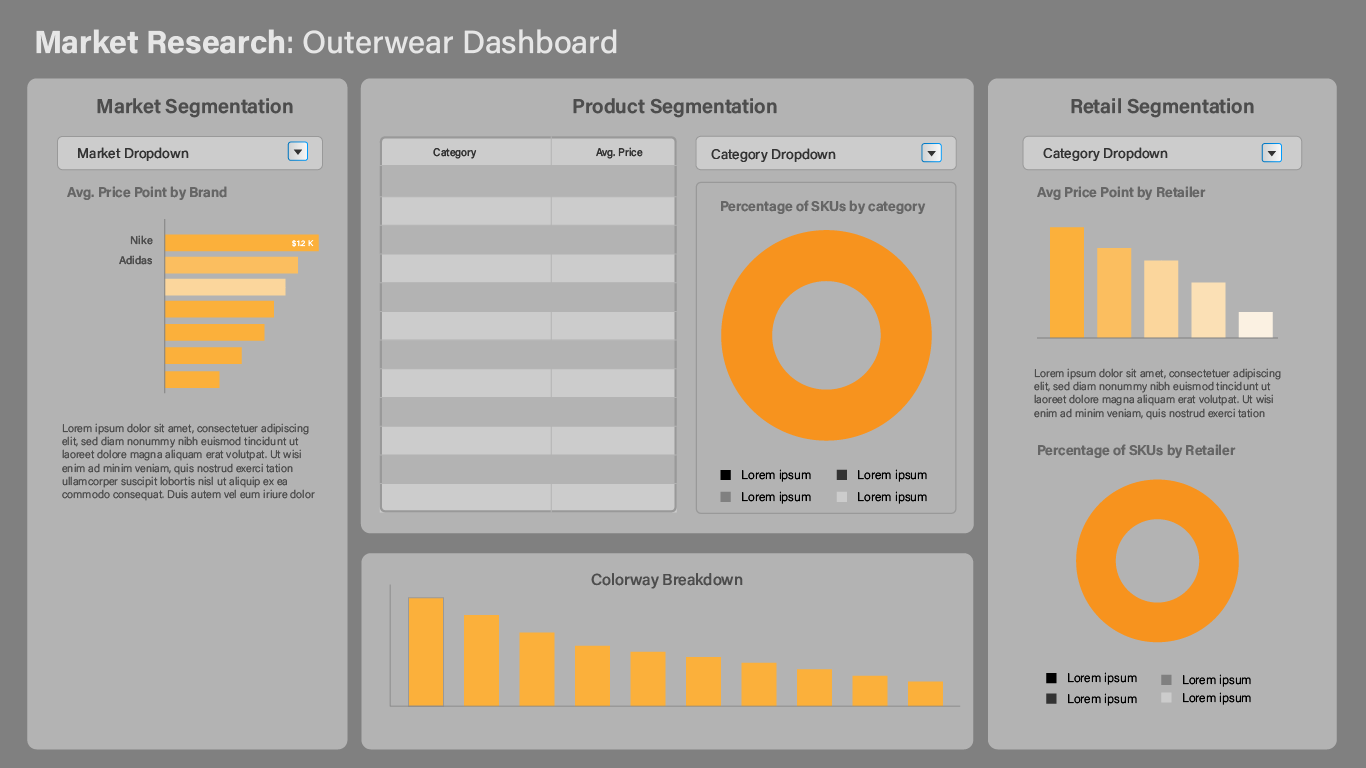 Market Research: Outerwear Dashboard
Market Segmentation
Market Dropdown
Avg. Price Point by Brand
Nike
$12 K
Adidas
Lorem ipsum dolor sit amet, consectetuer adipiscing
elit, sed diam nonummy nibh euismod tincidunt ut
laoreet dolore magna aliquam erat volutpat. Ut wisi
enim ad minim veniam, quis nostrud exerci tation
ullamcorper suscipit lobortis nisl ut aliquip ex ea
commodo consequat. Duis autem vel eum iriure dolor
Product Segmentation
Category Avg. Price
Category Dropdown
Percentage of SKUs by category
Lorem ipsum Lorem ipsum
Lorem ipsum Lorem ipsum
Colorway Breakdown
Retail Segmentation
Category Dropdown
Avg Price Point by Retailer
Lorem ipsum dolor sit amet, consectetuer adipiscing
elit, sed diam nonummy nibh euismod tincidunt ut
laoreet dolore magna aliquam erat volutpat. Ut wisi
enim ad minim veniam, quis nostrud exerci tation
Percentage of SKUs by Retailer
Lorem ipsum Lorem ipsum
Lorem ipsum Lorem ipsum